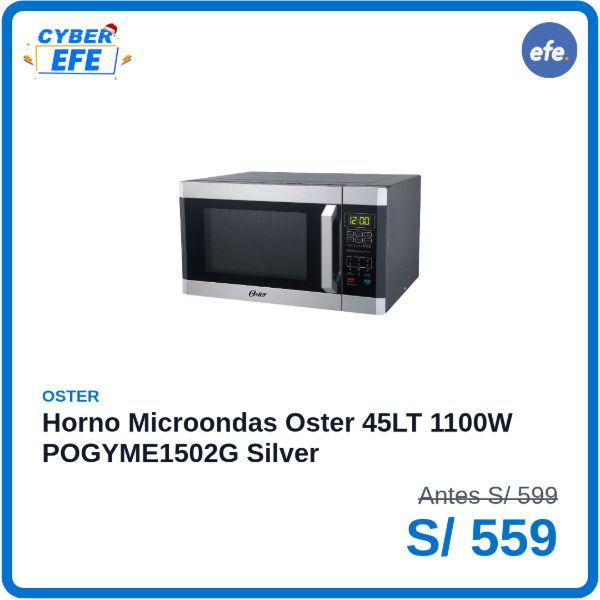 CYBER
EFE
efe.
12:00
Oster
OSTER
Horno Microondas Oster 45LT 1100W
POGYME1502G Silver
Antes S/ 599
S/ 559